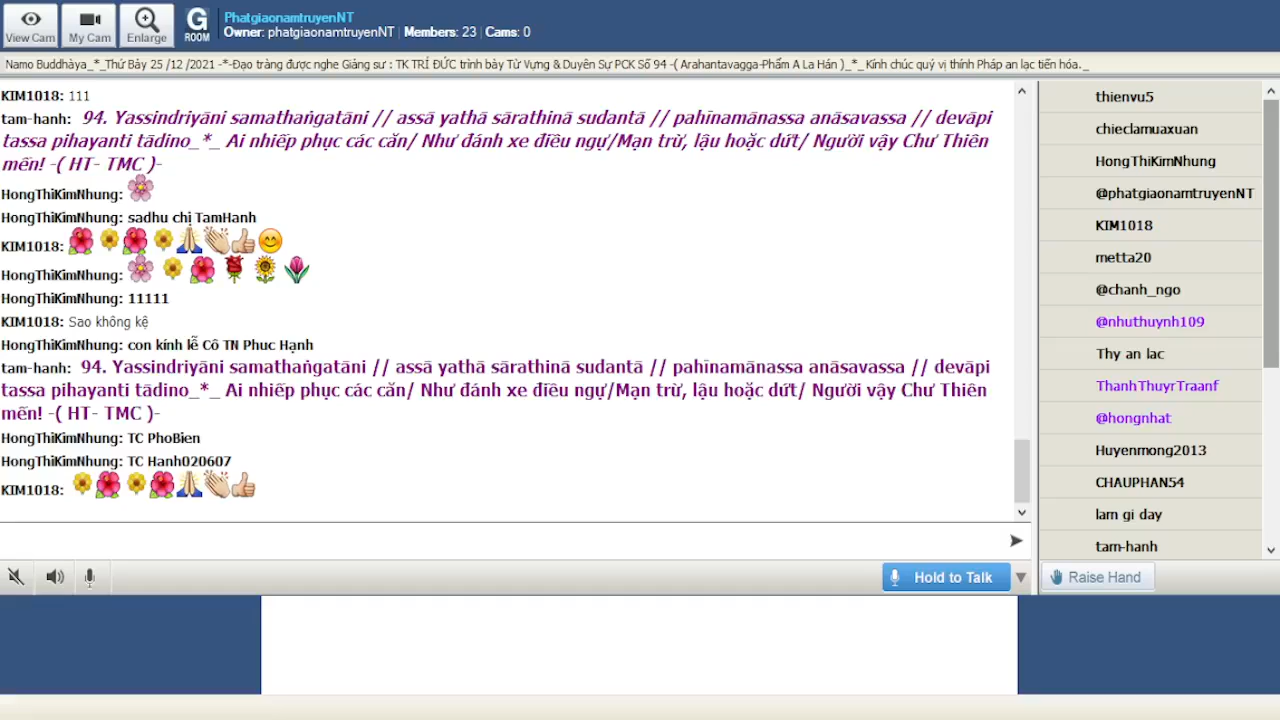 View Cam
My Cam
Enlarge
G
ROOM
PhatgiaonamtruyenNT
Owner: phatgiaonamtruyenNT | Members: 23 | Cams: 0
Namo Buddhàya_*_Thứ Bảy 25 /12 /2021 -*-Đạo tràng được nghe Giảng sư : TK TRÍ ĐỨC trình bày Từ Vựng & Duyên Sự PCK Số 94 -( Arahantavagga-Phẩm A La Hán )_*_ Kính chúc quý vị thính Pháp an lạc tiến hóa._
KIM1018: 111
tam-hanh: 94. Yassindriyāni samathaṅgatāni // assā yathā sārathinā sudantā // pahīnamānassa anāsavassa // devāpi
tassa pihayanti tādino_*_ Ai nhiếp phục các căn/ Như đánh xe điều ngự/Mạn trừ, lậu hoặc dứt/ Người vậy Chư Thiên
mến! -( HT- TMC )-
HongThiKimNhung:
HongThiKimNhung: sadhu chị TamHanh
KIM1018:
HongThiKimNhung:
HongThiKimNhung: 11111
KIM1018: Sao không kệ
HongThiKimNhung: con kính lễ Cô TN Phuc Hạnh
tam-hanh: 94. Yassindriyāni samathaṅgatāni // assā yathā sārathinā sudantā // pahīnamānassa anāsavassa // devāpi
tassa pihayanti tādino_*_ Ai nhiếp phục các căn/ Như đánh xe điều ngự/Mạn trừ, lậu hoặc dứt/ Người vậy Chư Thiên
mến! -( HT- TMC )-
HongThiKimNhung: TC PhoBien
HongThiKimNhung: TC Hanh020607
KIM1018:
Hold to Talk
thienvu5
chieclamuaxuan
HongThiKimNhung
@phatgiaonamtruyenNT
KIM1018
metta20
@chanh_ngo
@nhuthuynh109
Thy an lac
ThanhThuyrTraanf
@hongnhat
Huyenmong2013
CHAUPHAN54
lam gi day
tam-hanh
Raise Hand